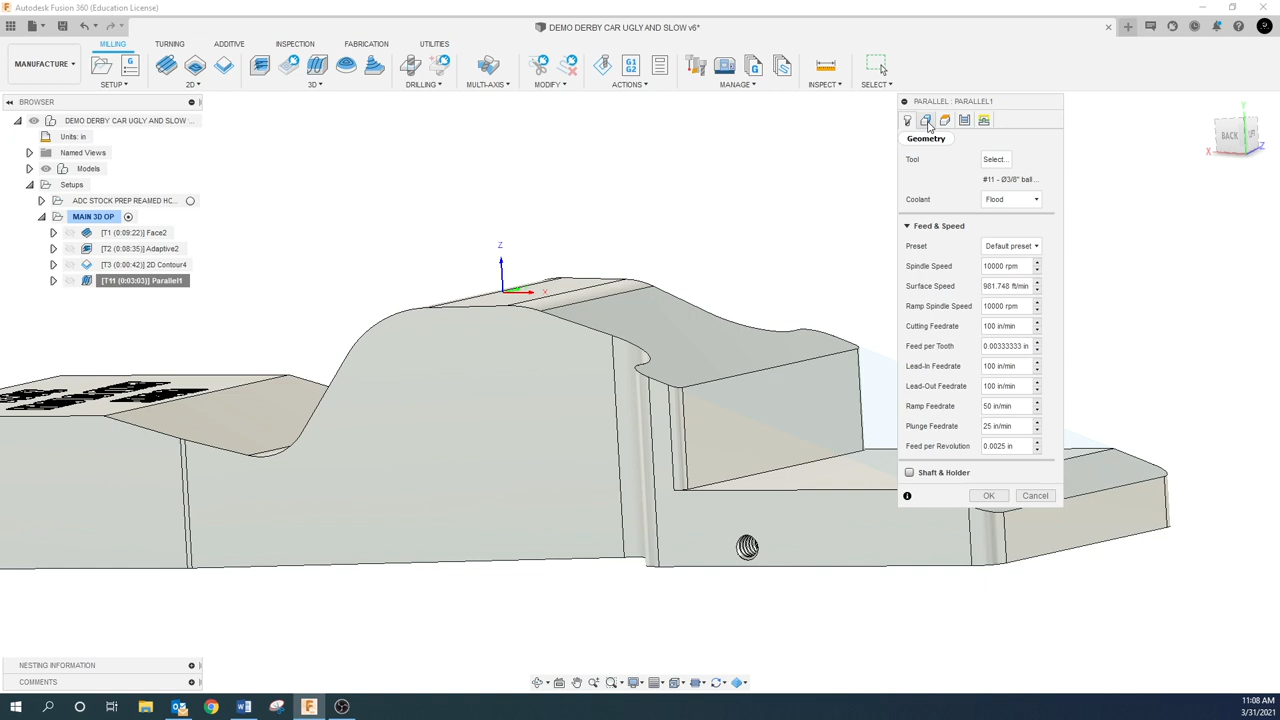 Autodesk Fusion 360 (Education License)
DEMO DERBY CAR UGLY AND SLOW v6*
MANUFACTURE
MILLING TURNING ADDITIVE INSPECTION FABRICATION UTILITIES
G1
G2
SETUP 2D 3D DRILLING MULTI-AXIS MODIFY ACTIONS MANAGE INSPECT SELECT
BROWSER
DEMO DERBY CAR UGLY AND SLOW ...
Units: in
Named Views
Models
Setups
ADC STOCK PREP REAMED HC...
MAIN 3D OP
[T1 (0:09:22) Face2
[T2 (0:08:35) Adaptive2
[T3 (0:00:42) 2D Contour4
[T11 (0:03:03) Parallel1
PARALLEL : PARALLEL1
Geometry
Tool Select...
#11 - Ø3/8" ball...
Coolant Flood
Feed & Speed
Preset Default preset
Spindle Speed 10000 rpm
Surface Speed 981.748 ft/min
Ramp Spindle Speed 10000 rpm
Cutting Feedrate 100 in/min
Feed per Tooth 0.00333333 in
Lead-In Feedrate 100 in/min
Lead-Out Feedrate 100 in/min
Ramp Feedrate 50 in/min
Plunge Feedrate 25 in/min
Feed per Revolution 0.0025 in
Shaft & Holder
OK Cancel
BACK
X
Y
Z
Z
X
NESTING INFORMATION
COMMENTS
11:08 AM
3/31/2021